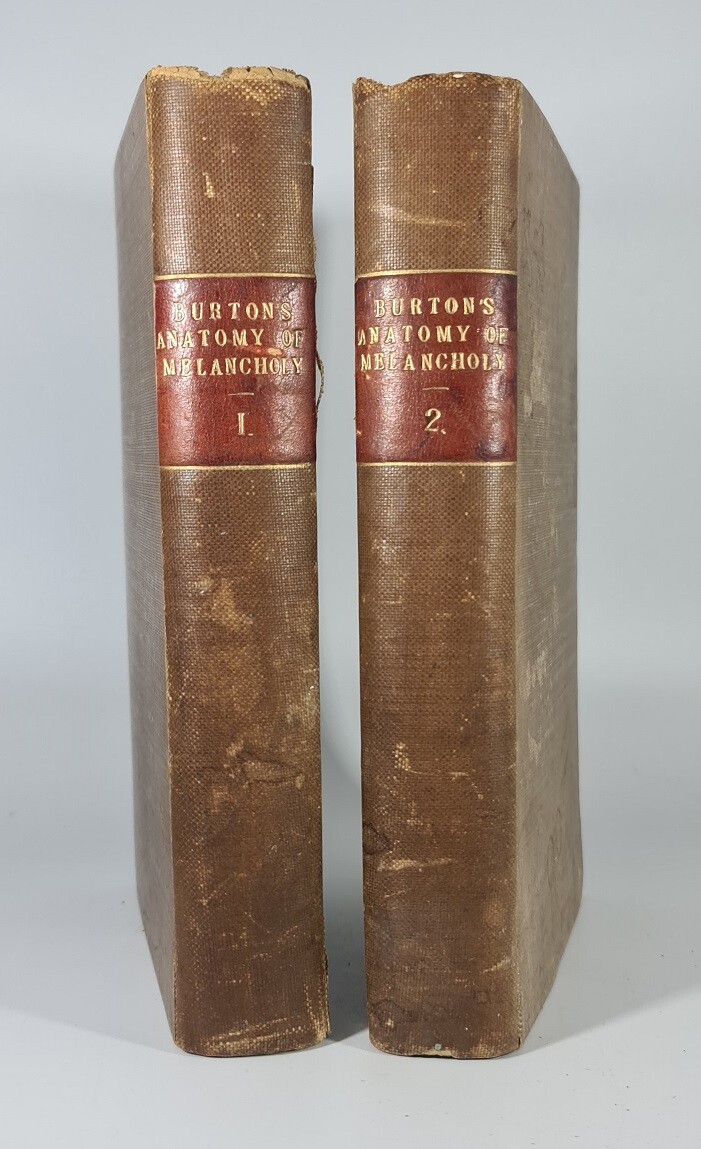 BURTON'S
ANATOMY OF
MELANCHOLY
I.
BURTON'S
ANATOMY OF
MELANCHOLY
2.